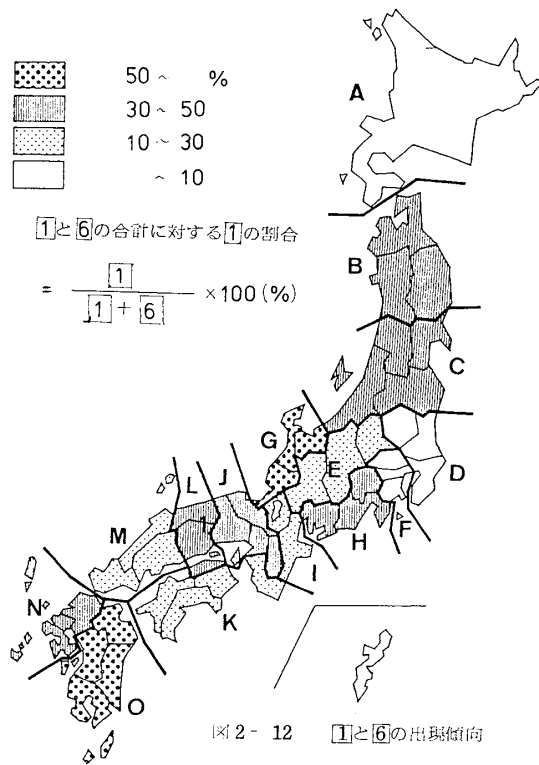 50 ~ %
30 ~ 50
10 ~ 30
~ 10
1と6の合計に対する1の割合
= 1 / 1 + 6 ×100 (%)
A
B
C
D
E
F
G
H
I
J
K
L
M
N
O
図2-12 1と6の出現傾向